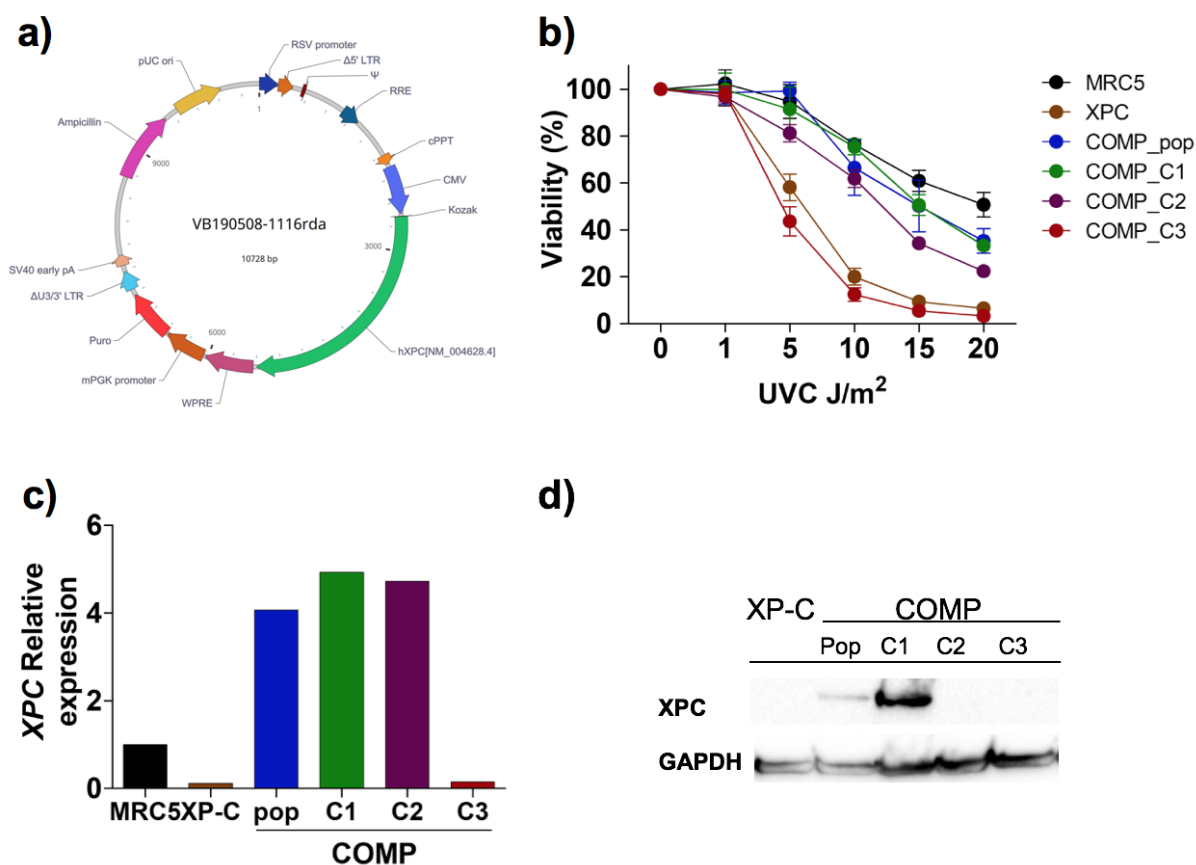 a)
RSV promoter
Δ5' LTR
Ψ
RRE
cPPT
CMV
Kozak
hXPC[NM_004628.4]
WPRE
mPGK promoter
Puro
ΔU3/3' LTR
SV40 early pA
Ampicillin
pUC ori
1
3000
6000
9000
VB190508-1116rda
10728 bp
b)
Viability (%)
100
80
60
40
20
0
0 1 5 10 15 20
UVC J/m²
MRC5
XPC
COMP_pop
COMP_C1
COMP_C2
COMP_C3
c)
XPC Relative
expression
6
4
2
0
MRC5 XP-C pop C1 C2 C3
COMP
d)
XP-C COMP
Pop C1 C2 C3
XPC
GAPDH